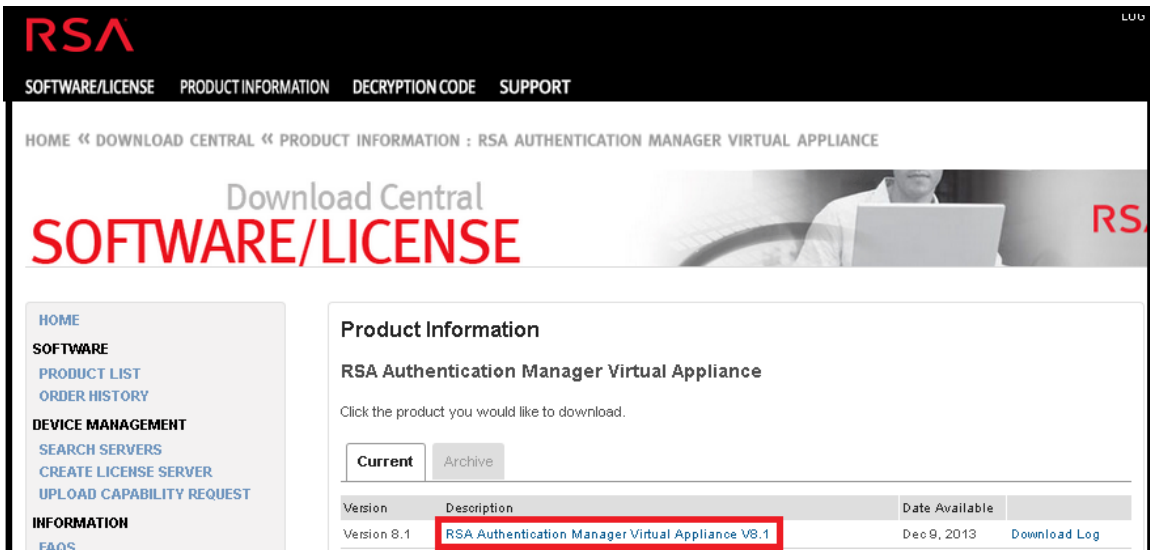 LOG
RSA
SOFTWARE/LICENSE PRODUCT INFORMATION DECRYPTION CODE SUPPORT
HOME « DOWNLOAD CENTRAL « PRODUCT INFORMATION : RSA AUTHENTICATION MANAGER VIRTUAL APPLIANCE
Download Central
SOFTWARE/LICENSE
RSA
HOME
SOFTWARE
PRODUCT LIST
ORDER HISTORY
DEVICE MANAGEMENT
SEARCH SERVERS
CREATE LICENSE SERVER
UPLOAD CAPABILITY REQUEST
INFORMATION
FAQS
Product Information
RSA Authentication Manager Virtual Appliance
Click the product you would like to download.
Current Archive
Version Description Date Available
Version 8.1 RSA Authentication Manager Virtual Appliance V8.1 Dec 9, 2013 Download Log